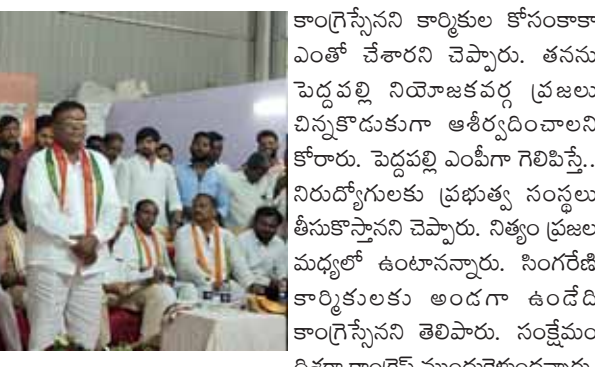 కాంగ్రెస్సేనని కార్మికుల కోసంకాకా
ఎంతో చేశారని చెప్పారు. తనను
పెద్దపల్లి నియోజకవర్గ ప్రజలు
చిన్నకొడుకుగా ఆశీర్వదించాలని
కోరారు. పెద్దపల్లి ఎంపీగా గెలిపిస్తే..
నిరుద్యోగులకు ప్రభుత్వ సంస్థలు
తీసుకొస్తానని చెప్పారు. నిత్యం ప్రజల
మధ్యలో ఉంటానన్నారు. సింగరేణి
కార్మికులకు అండగా ఉండేది
కాంగ్రెస్సేనని తెలిపారు. సంక్షేమం